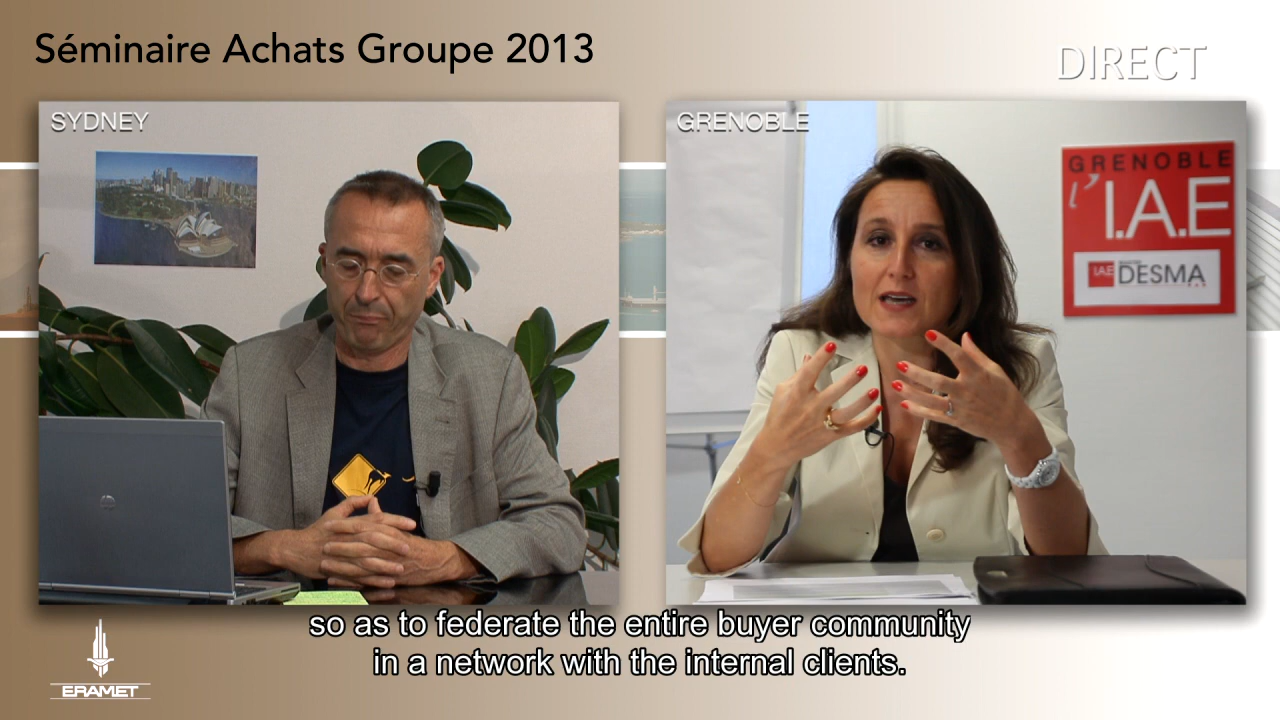 Séminaire Achats Groupe 2013
DIRECT
SYDNEY
GRENOBLE
GRENOBLE
l'I.A.E
IAE
DESMA
so as to federate the entire buyer community
in a network with the internal clients.
ERAMET